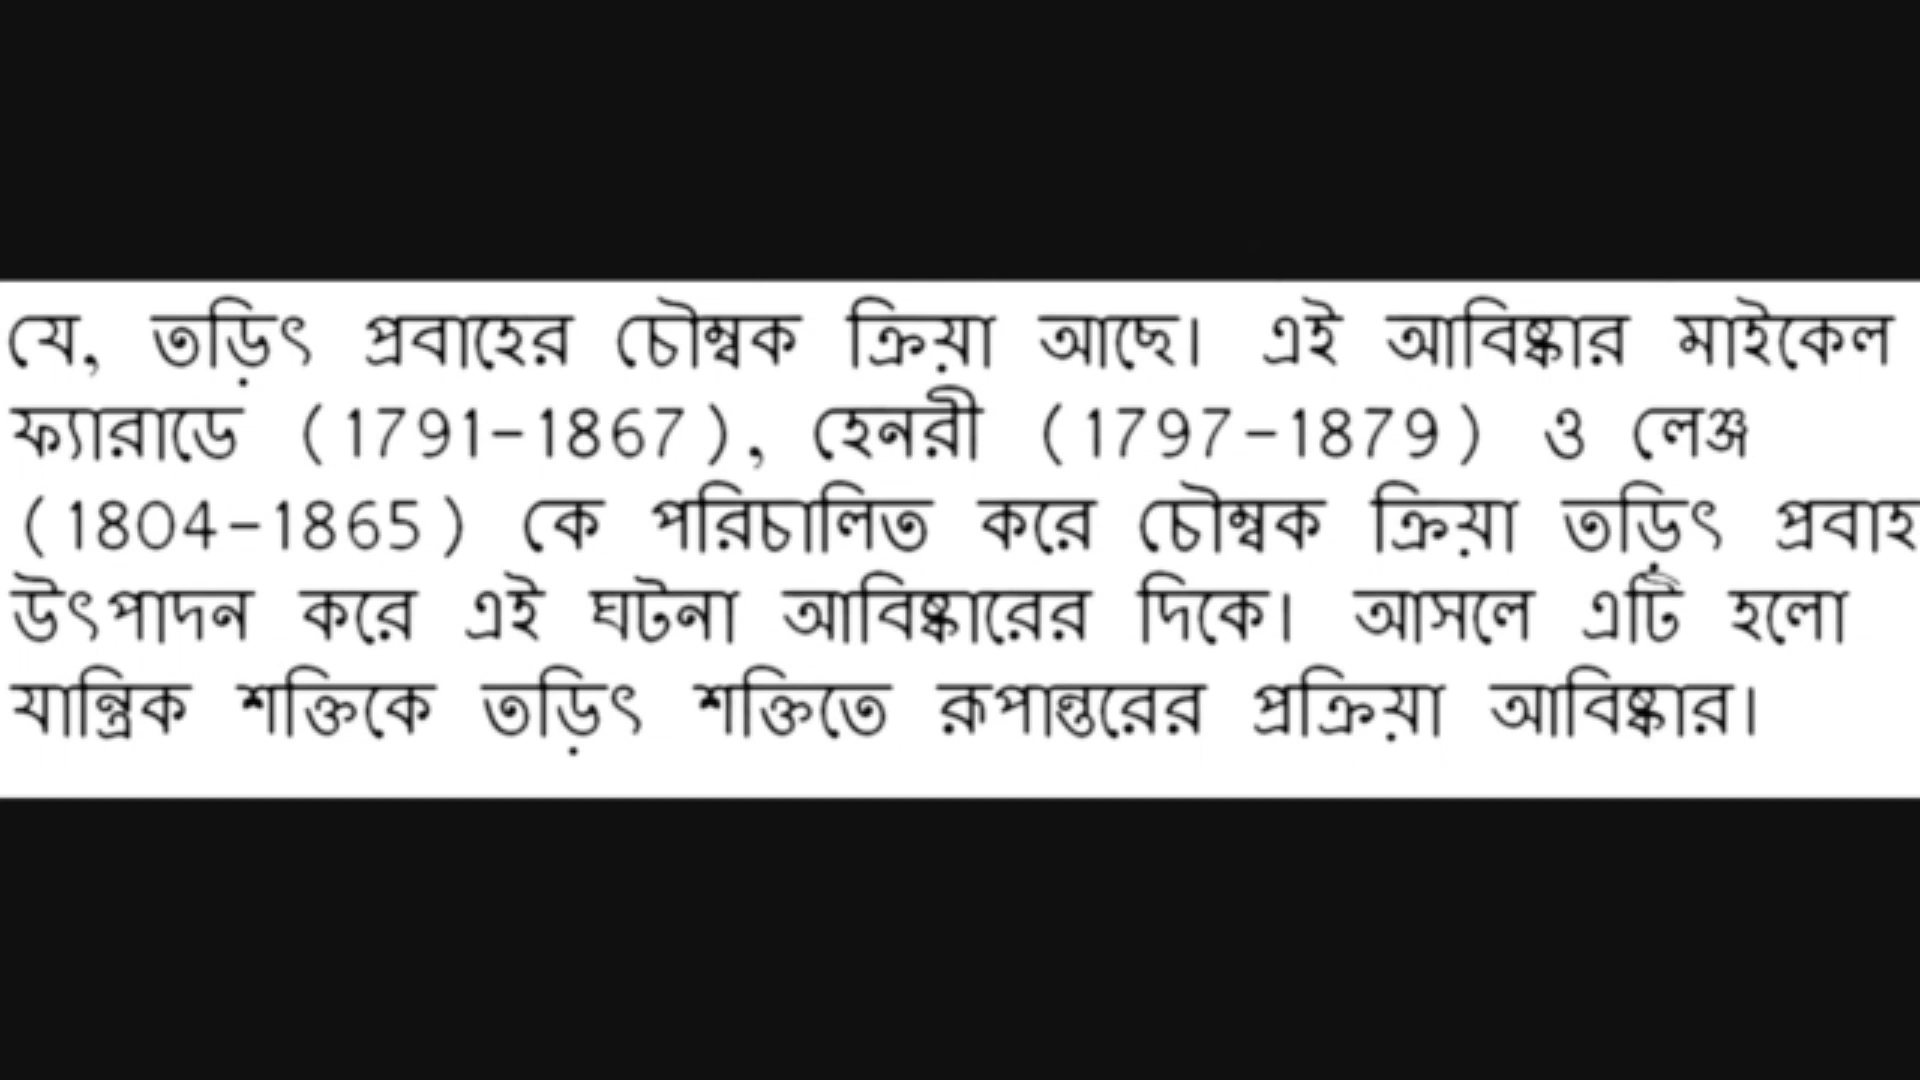 যে, তড়িৎ প্রবাহের চৌম্বক ক্রিয়া আছে। এই আবিষ্কার মাইকেল
ফ্যারাডে (1791-1867), হেনরী (1797-1879) ও লেঞ্জ
(1804-1865) কে পরিচালিত করে চৌম্বক ক্রিয়া তড়িৎ প্রবাহ
উৎপাদন করে এই ঘটনা আবিষ্কারের দিকে। আসলে এটি হলো
যান্ত্রিক শক্তিকে তড়িৎ শক্তিতে রূপান্তরের প্রক্রিয়া আবিষ্কার।